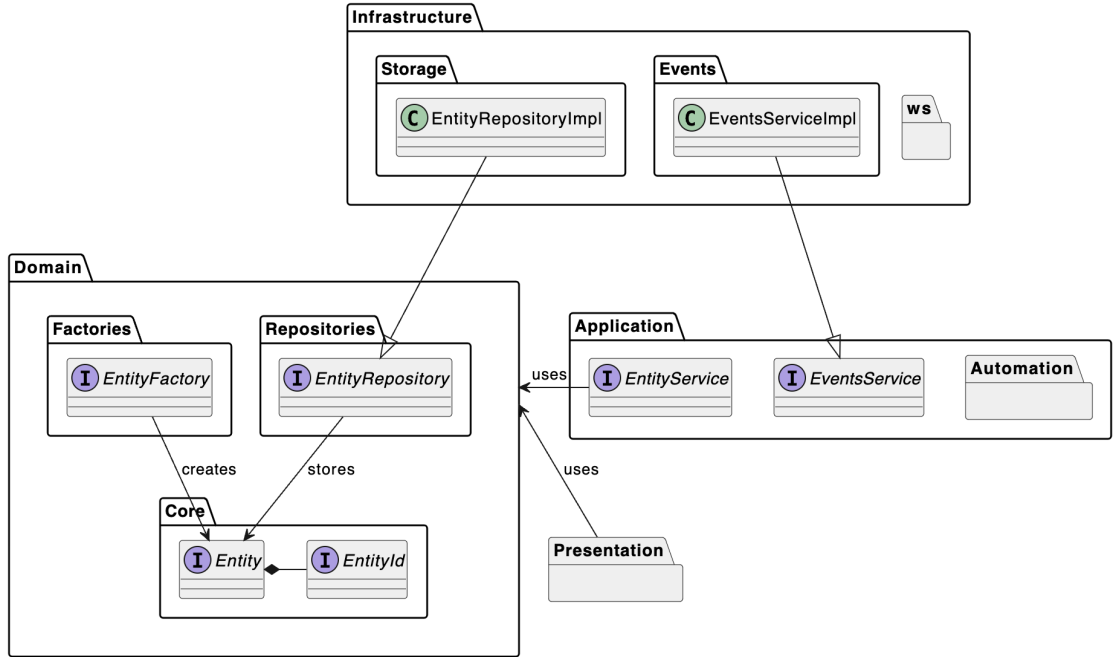 Infrastructure
Storage
Events
C EntityRepositoryImpl
C EventsServiceImpl
ws
Domain
Factories
Repositories
Application
I EntityFactory
I EntityRepository
uses
I EntityService
I EventsService
Automation
creates
stores
uses
Core
I Entity
I EntityId
Presentation